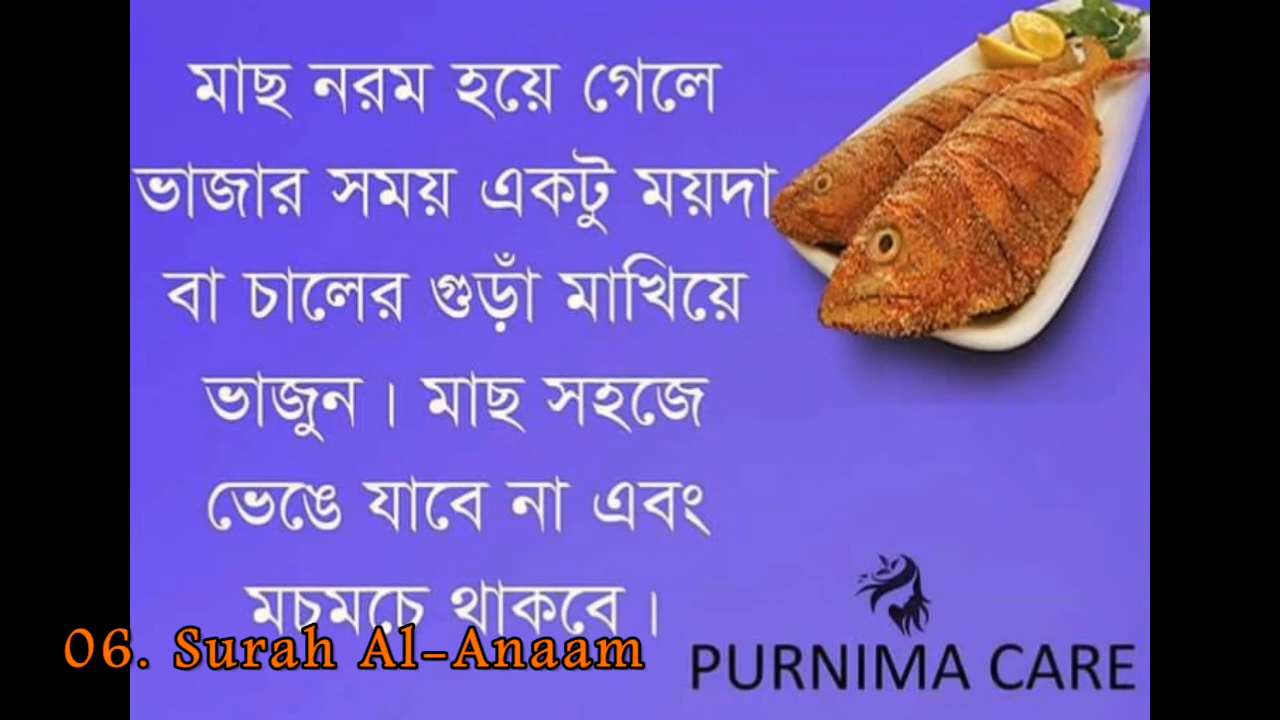 মাছ নরম হয়ে গেলে
ভাজার সময় একটু ময়দা
বা চালের গুড়াঁ মাখিয়ে
ভাজুন। মাছ সহজে
ভেঙে যাবে না এবং
মচমচে থাকবে।
06. Surah Al-Anaam
PURNIMA CARE